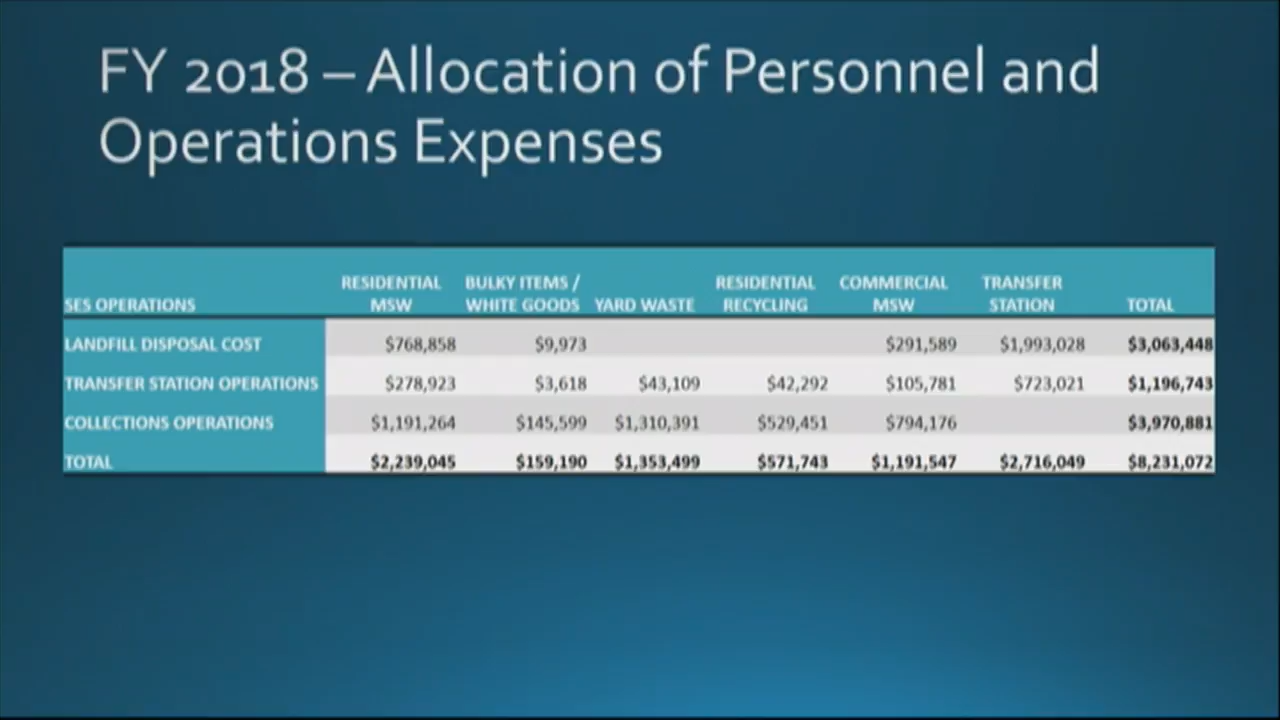 FY 2018 – Allocation of Personnel and
Operations Expenses
SES OPERATIONS RESIDENTIAL MSW BULKY ITEMS / WHITE GOODS YARD WASTE RESIDENTIAL RECYCLING COMMERCIAL MSW TRANSFER STATION TOTAL
LANDFILL DISPOSAL COST $768,858 $9,973 $291,589 $1,993,028 $3,063,448
TRANSFER STATION OPERATIONS $278,923 $3,618 $43,109 $42,292 $105,781 $723,021 $1,196,743
COLLECTIONS OPERATIONS $1,191,264 $145,599 $1,310,391 $529,451 $794,176 $3,970,881
TOTAL $2,239,045 $159,190 $1,353,499 $571,743 $1,191,547 $2,716,049 $8,231,072